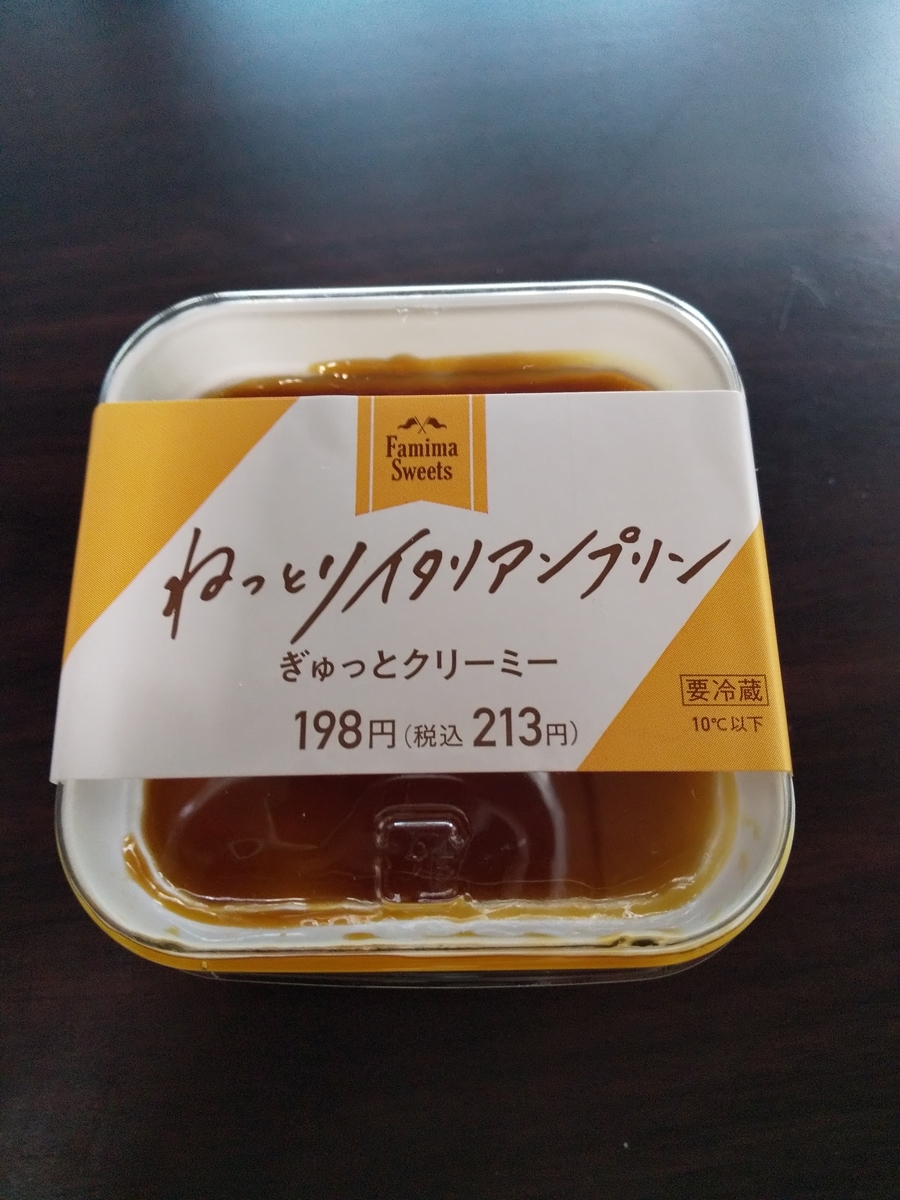 Famima
Sweets
ねっとりイタリアンプリン
ぎゅっとクリーミー
198円(税込 213円)
要冷蔵
10℃以下